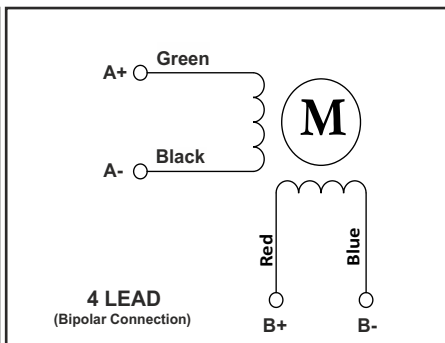 Green
A+
M
Black
A-
Red
Blue
4 LEAD
(Bipolar Connection)
B+
B-